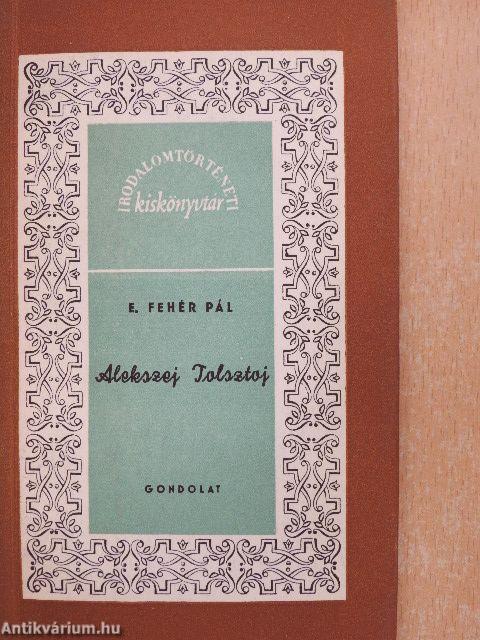 IRODALOMTÖRTÉNETI
kiskönyvtár
E. FEHÉR PÁL
Alekszej Tolsztoj
GONDOLAT
Antikvárium.hu